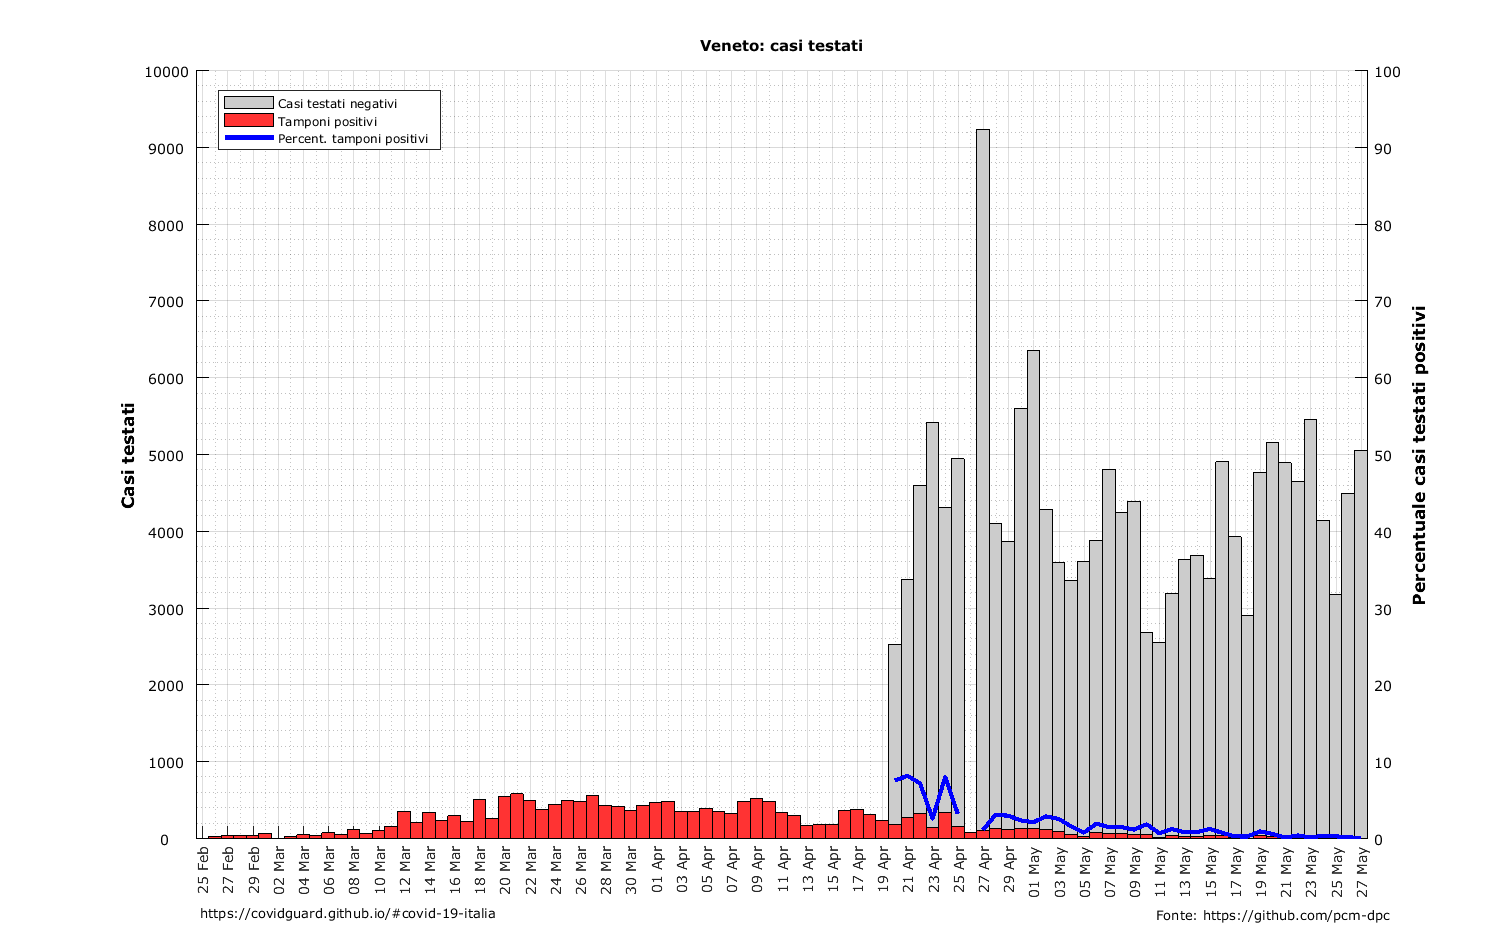 Veneto: casi testati
Casi testati negativi
Tamponi positivi
Percent. tamponi positivi
Casi testati
10000
9000
8000
7000
6000
5000
4000
3000
2000
1000
0
100
90
80
70
60
50
40
30
20
10
0
Percentuale casi testati positivi
25 Feb
27 Feb
29 Feb
02 Mar
04 Mar
06 Mar
08 Mar
10 Mar
12 Mar
14 Mar
16 Mar
18 Mar
20 Mar
22 Mar
24 Mar
26 Mar
28 Mar
30 Mar
01 Apr
03 Apr
05 Apr
07 Apr
09 Apr
11 Apr
13 Apr
15 Apr
17 Apr
19 Apr
21 Apr
23 Apr
25 Apr
27 Apr
29 Apr
01 May
03 May
05 May
07 May
09 May
11 May
13 May
15 May
17 May
19 May
21 May
23 May
25 May
27 May
https://covidguard.github.io/#covid-19-italia
Fonte: https://github.com/pcm-dpc